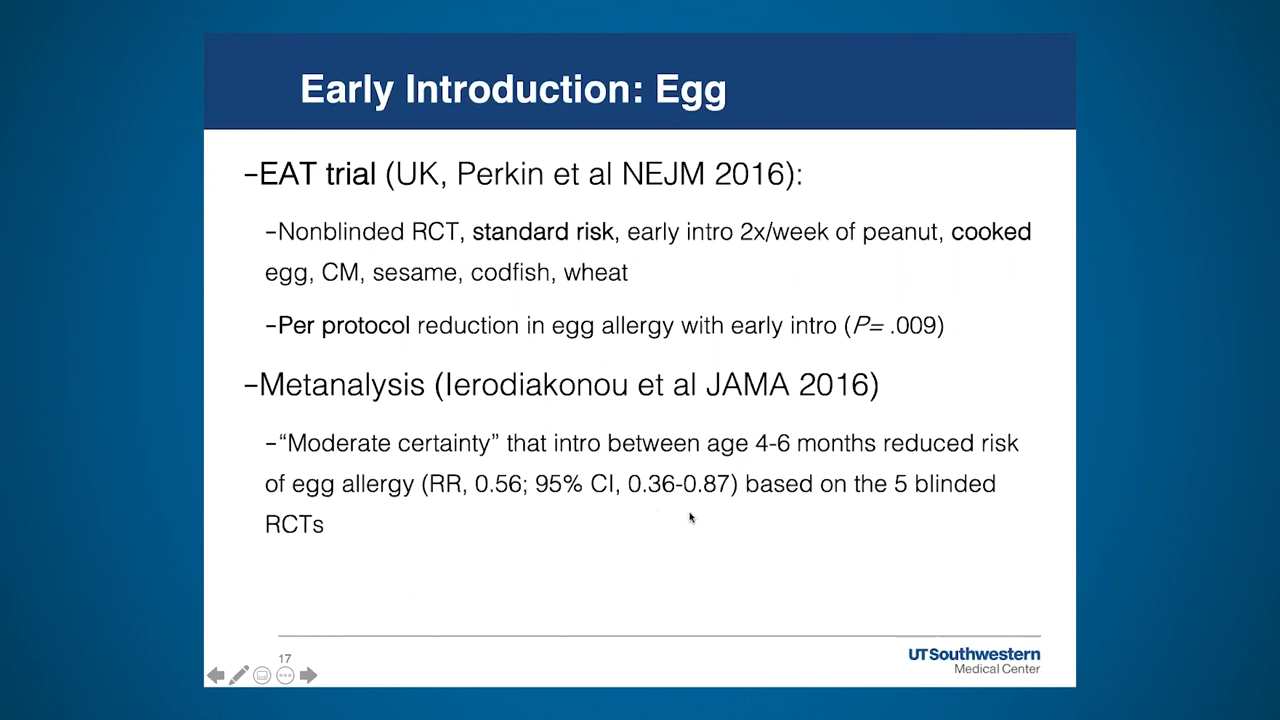 Early Introduction: Egg
–EAT trial (UK, Perkin et al NEJM 2016):
–Nonblinded RCT, standard risk, early intro 2x/week of peanut, cooked
egg, CM, sesame, codfish, wheat
–Per protocol reduction in egg allergy with early intro (P= .009)
–Metanalysis (Ierodiakonou et al JAMA 2016)
–“Moderate certainty” that intro between age 4-6 months reduced risk
of egg allergy (RR, 0.56; 95% CI, 0.36-0.87) based on the 5 blinded
RCTs
17
UTSouthwestern
Medical Center